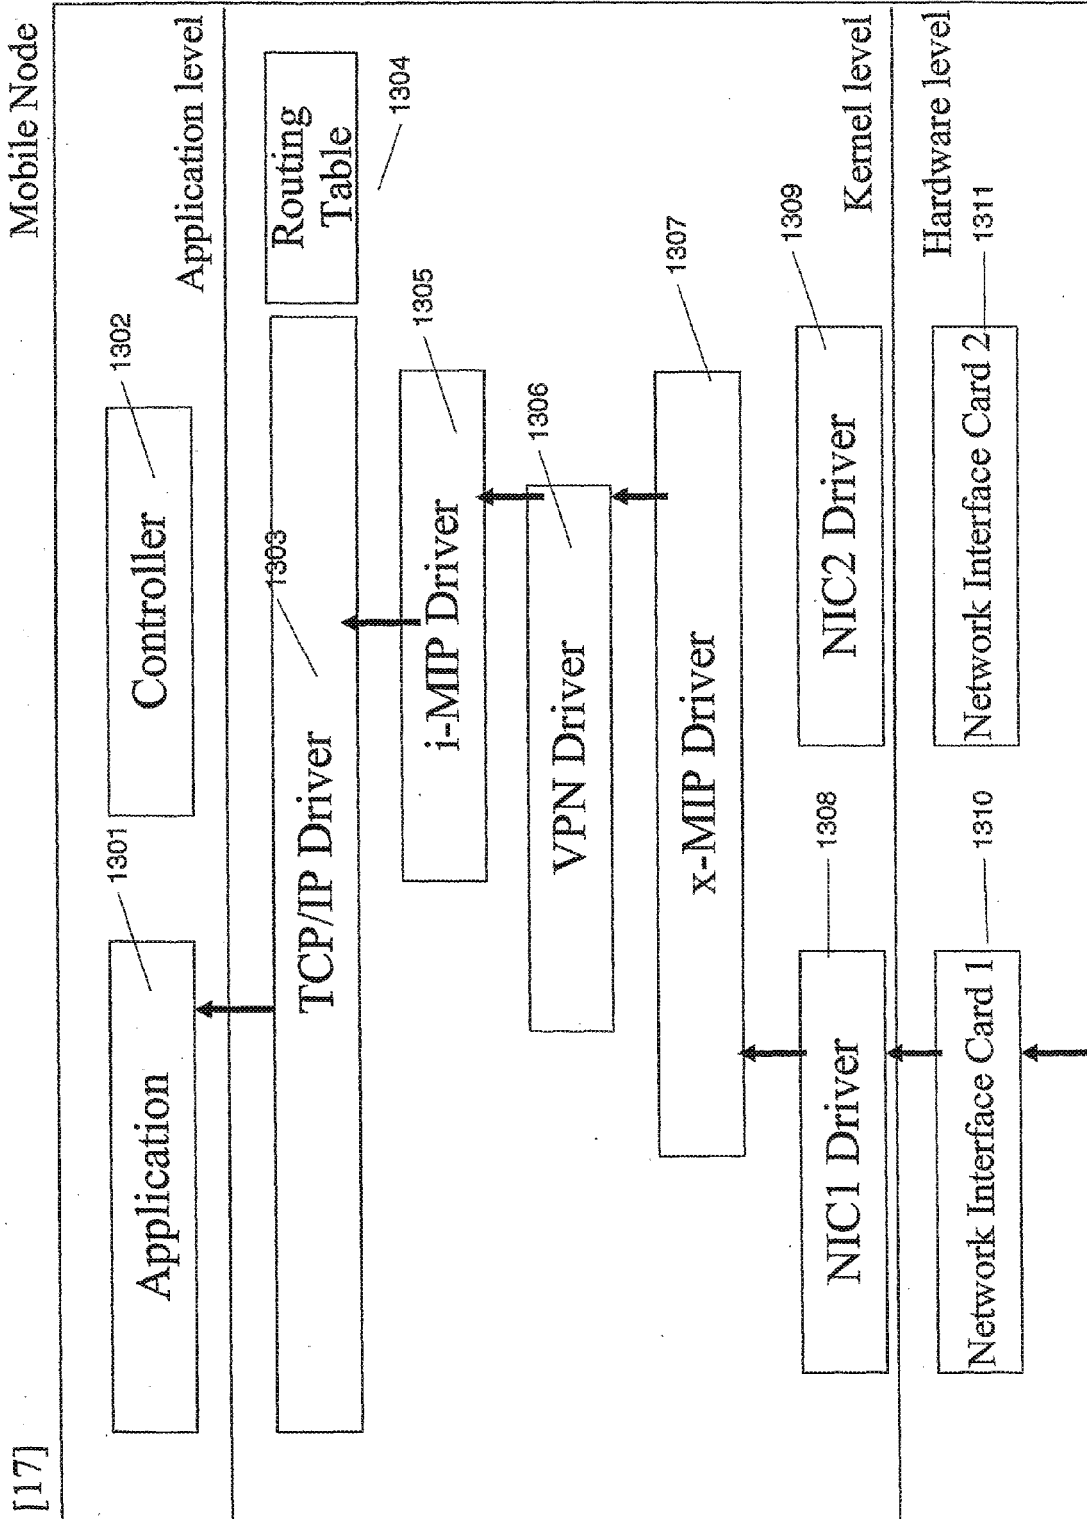 [17]
Mobile Node
Application level
Application
1301
Controller
1302
TCP/IP Driver
1303
Routing
Table
1304
i-MIP Driver
1305
VPN Driver
1306
x-MIP Driver
1307
NIC1 Driver
1308
NIC2 Driver
1309
Kernel level
Hardware level
Network Interface Card 1
1310
Network Interface Card 2
1311